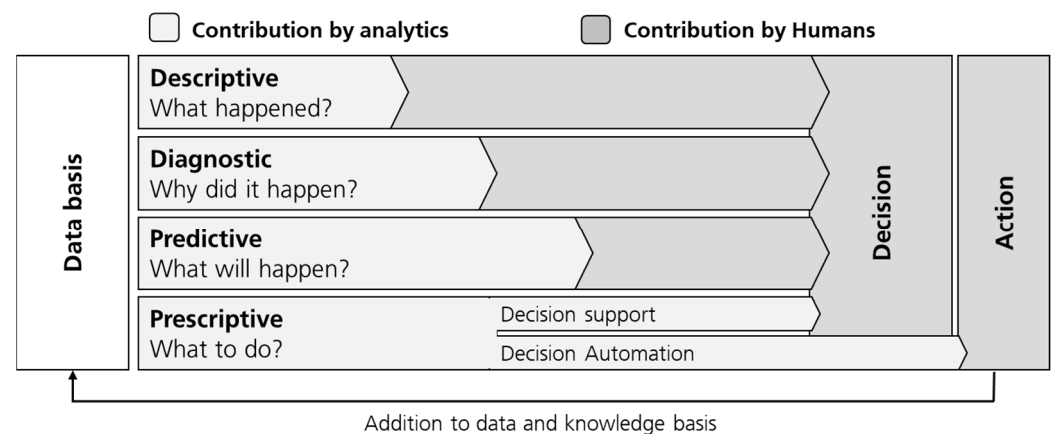 Contribution by analytics
Contribution by Humans
Data basis
Descriptive
What happened?
Diagnostic
Why did it happen?
Predictive
What will happen?
Prescriptive
What to do?
Decision support
Decision Automation
Decision
Action
Addition to data and knowledge basis